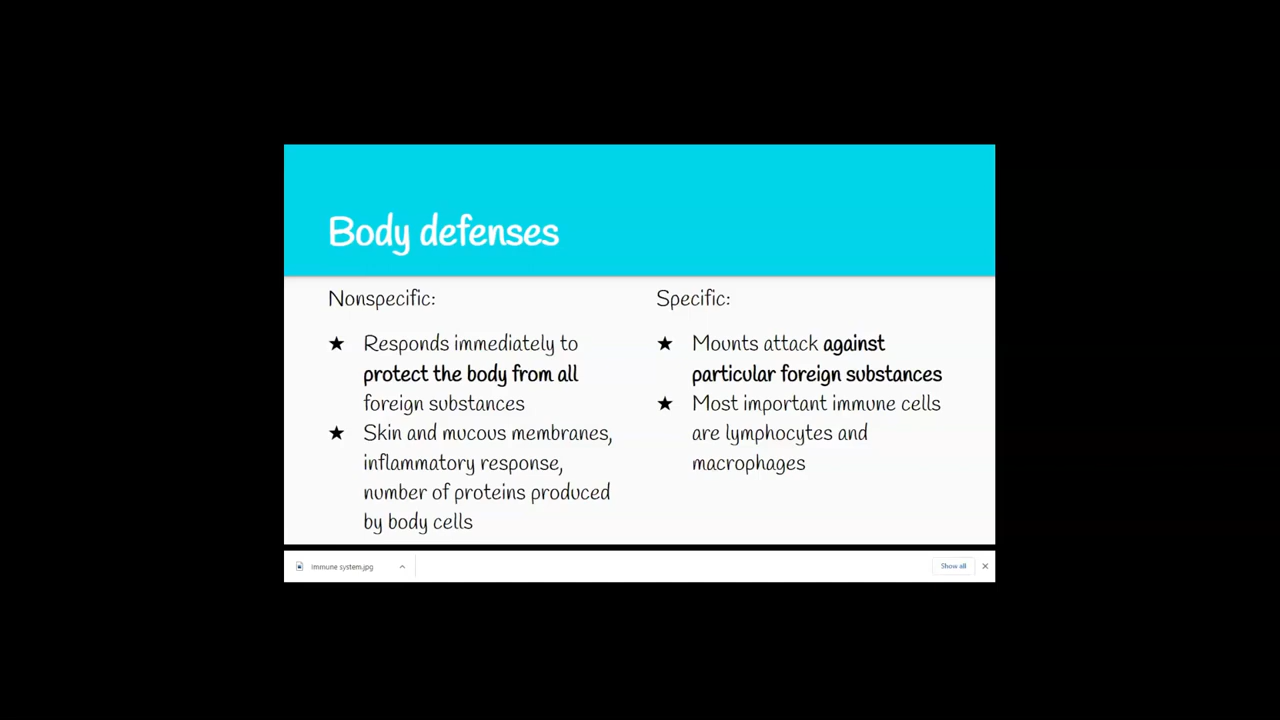 Body defenses
Nonspecific:
★ Responds immediately to
protect the body from all
foreign substances
★ Skin and mucous membranes,
inflammatory response,
number of proteins produced
by body cells
Specific:
★ Mounts attack against
particular foreign substances
★ Most important immune cells
are lymphocytes and
macrophages
immune system.jpg
Show all